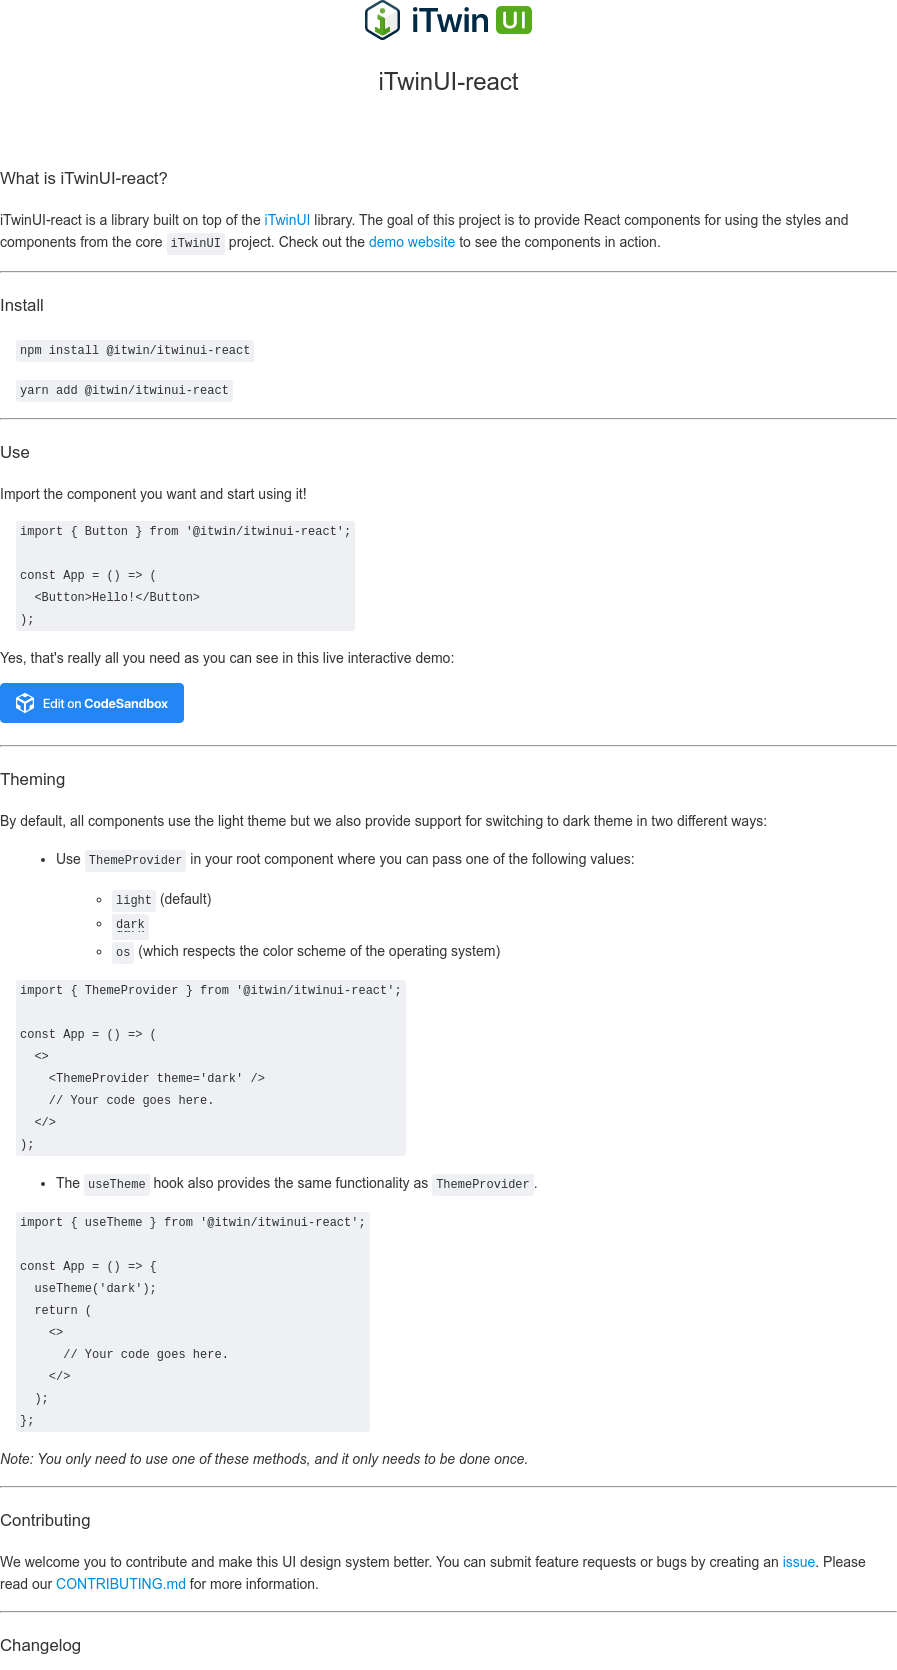 iTwin UI
iTwinUI-react
What is iTwinUI-react?
iTwinUI-react is a library built on top of the iTwinUI library. The goal of this project is to provide React components for using the styles and
components from the core iTwinUI project. Check out the demo website to see the components in action.
Install
npm install @itwin/itwinui-react
yarn add @itwin/itwinui-react
Use
Import the component you want and start using it!
import { Button } from '@itwin/itwinui-react';
const App = () => (
  <Button>Hello!</Button>
);
Yes, that's really all you need as you can see in this live interactive demo:
Edit on CodeSandbox
Theming
By default, all components use the light theme but we also provide support for switching to dark theme in two different ways:
• Use ThemeProvider in your root component where you can pass one of the following values:
◦ light (default)
◦ dark
◦ os (which respects the color scheme of the operating system)
import { ThemeProvider } from '@itwin/itwinui-react';
const App = () => (
  <>
    <ThemeProvider theme='dark' />
    // Your code goes here.
  </>
);
• The useTheme hook also provides the same functionality as ThemeProvider.
import { useTheme } from '@itwin/itwinui-react';
const App = () => {
  useTheme('dark');
  return (
    <>
      // Your code goes here.
    </>
  );
};
Note: You only need to use one of these methods, and it only needs to be done once.
Contributing
We welcome you to contribute and make this UI design system better. You can submit feature requests or bugs by creating an issue. Please
read our CONTRIBUTING.md for more information.
Changelog